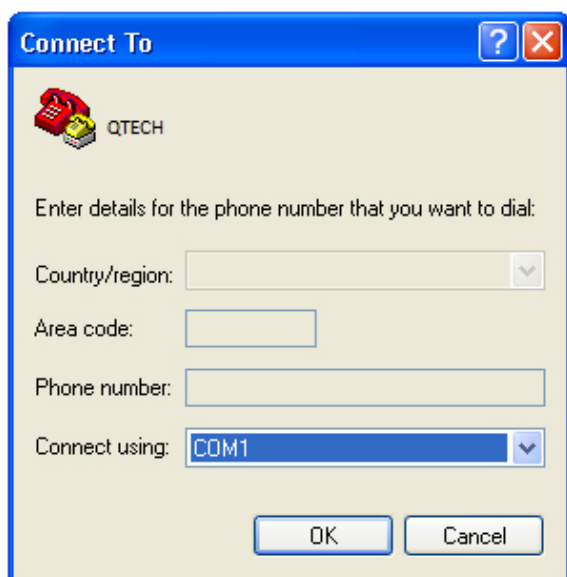 Connect To
QTECH
Enter details for the phone number that you want to dial:
Country/region:
Area code:
Phone number:
Connect using: COM1
OK Cancel